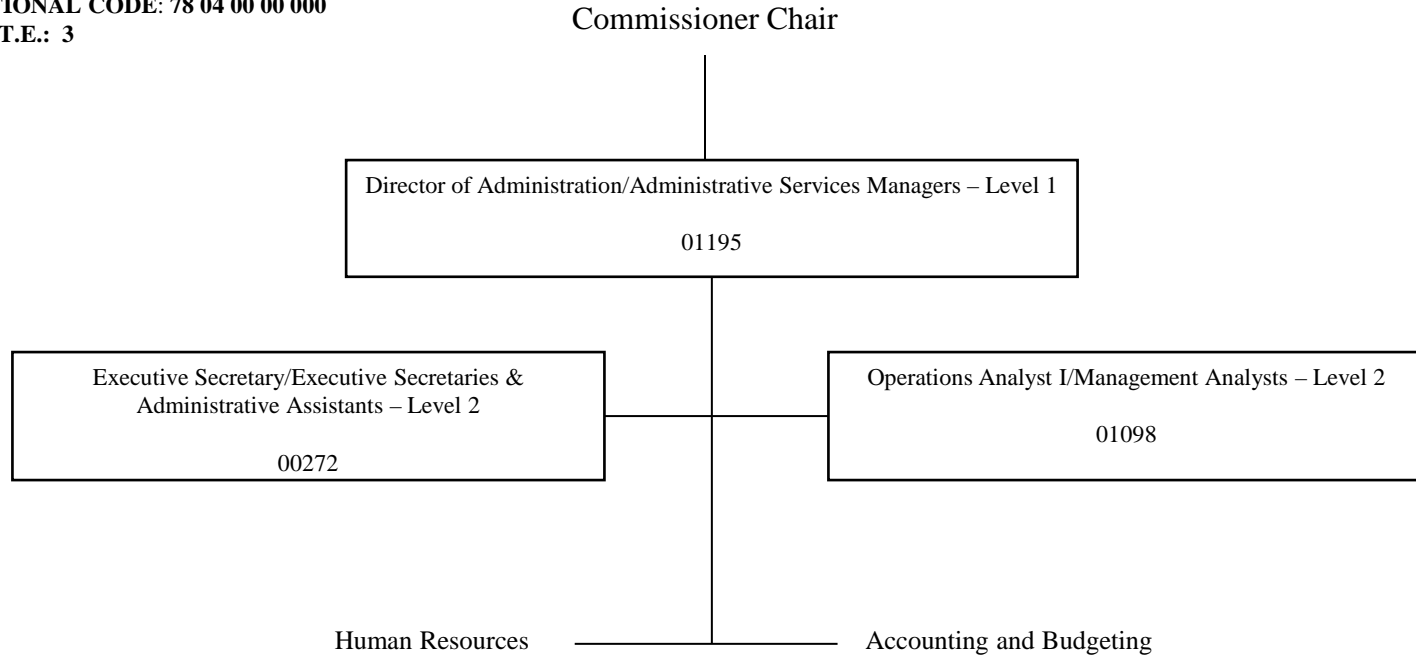 TIONAL CODE: 78 04 00 00 000
T.E.: 3
Commissioner Chair
Director of Administration/Administrative Services Managers – Level 1
01195
Executive Secretary/Executive Secretaries &
Administrative Assistants – Level 2
00272
Operations Analyst I/Management Analysts – Level 2
01098
Human Resources
Accounting and Budgeting